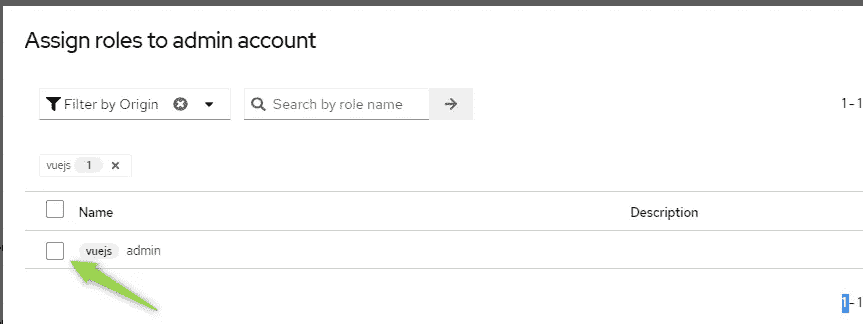 Assign roles to admin account
Filter by Origin Search by role name 1 - 1
vuejs 1
Name Description
vuejs admin
1 - 1